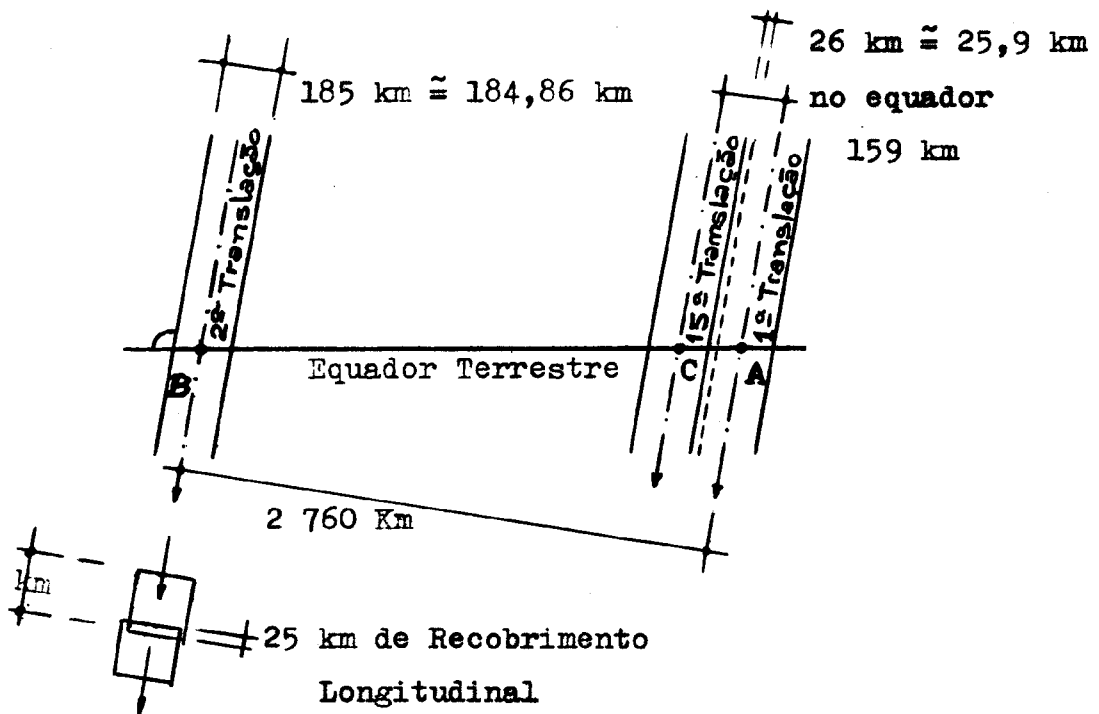 26 km ≅ 25,9 km
no equador
159 km
185 km ≅ 184,86 km
2ª Translação
15ª Translação
1ª Translação
B
Equador Terrestre
C
A
2 760 Km
km
25 km de Recobrimento
Longitudinal